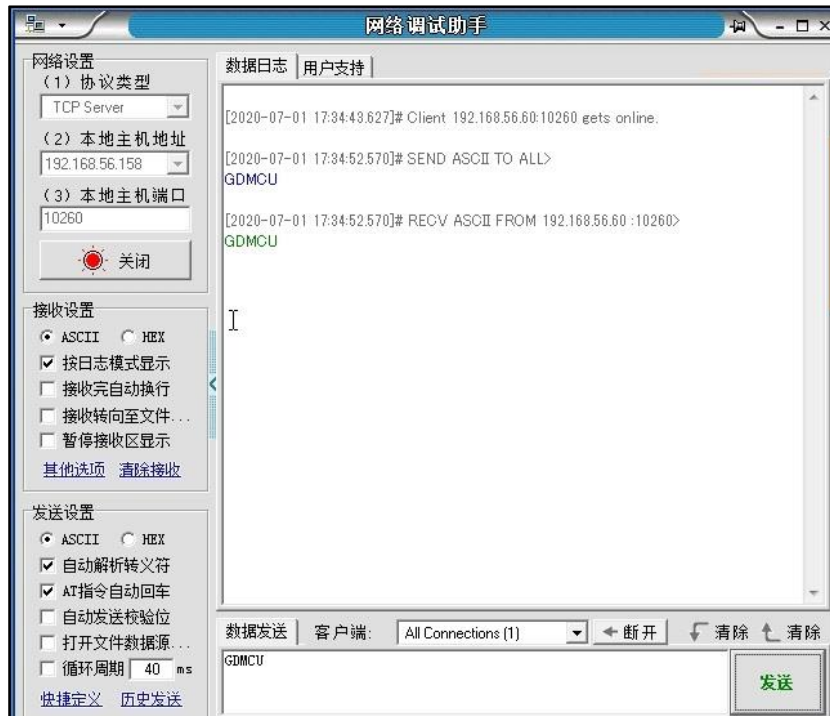 网络调试助手
网络设置
(1) 协议类型
TCP Server
(2) 本地主机地址
192.168.56.158
(3) 本地主机端口
10260
关闭
接收设置
ASCII HEX
按日志模式显示
接收完自动换行
接收转向至文件...
暂停接收区显示
其他选项 清除接收
发送设置
ASCII HEX
自动解析转义符
AT指令自动回车
自动发送校验位
打开文件数据源...
循环周期 40 ms
快捷定义 历史发送
数据日志 用户支持
[2020-07-01 17:34:43.627]# Client 192.168.56.60:10260 gets online.
[2020-07-01 17:34:52.570]# SEND ASCII TO ALL>
GDMCU
[2020-07-01 17:34:52.570]# RECV ASCII FROM 192.168.56.60 :10260>
GDMCU
数据发送 客户端: All Connections (1) 断开 清除 清除
GDMCU
发送